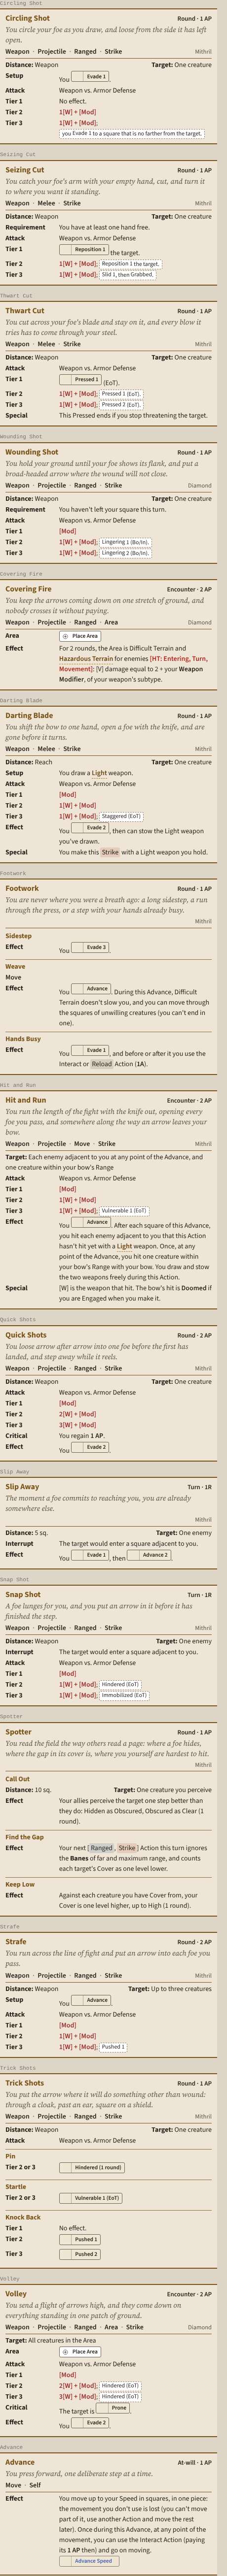 Circling Shot
Circling Shot Round · 1 AP
You circle your foe as you draw, and loose from the side it has left
open.
Weapon · Projectile · Ranged · Strike Mithril
Distance: Weapon Target: One creature
Setup You Evade 1
Attack Weapon vs. Armor Defense
Tier 1 No effect.
Tier 2 1[W] + [Mod]
Tier 3 1[W] + [Mod];
you Evade 1 to a square that is no farther from the target.
Seizing Cut
Seizing Cut Round · 1 AP
You catch your foe's arm with your empty hand, cut, and turn it
to where you want it standing.
Weapon · Melee · Strike Mithril
Distance: Weapon Target: One creature
Requirement You have at least one hand free.
Attack Weapon vs. Armor Defense
Tier 1 Reposition 1 the target.
Tier 2 1[W] + [Mod]; Reposition 1 the target.
Tier 3 1[W] + [Mod]; Slid 1, then Grabbed.
Thwart Cut
Thwart Cut Round · 1 AP
You cut across your foe's blade and stay on it, and every blow it
tries has to come through your steel.
Weapon · Melee · Strike Mithril
Distance: Weapon Target: One creature
Attack Weapon vs. Armor Defense
Tier 1 Pressed 1 (EoT).
Tier 2 1[W] + [Mod]; Pressed 1 (EoT).
Tier 3 1[W] + [Mod]; Pressed 2 (EoT).
Special This Pressed ends if you stop threatening the target.
Wounding Shot
Wounding Shot Round · 1 AP
You hold your ground until your foe shows its flank, and put a
broad-headed arrow where the wound will not close.
Weapon · Projectile · Ranged · Strike Diamond
Distance: Weapon Target: One creature
Requirement You haven't left your square this turn.
Attack Weapon vs. Armor Defense
Tier 1 [Mod]
Tier 2 1[W] + [Mod]; Lingering 1 (Bo/In).
Tier 3 1[W] + [Mod]; Lingering 2 (Bo/In).
Covering Fire
Covering Fire Encounter · 2 AP
You keep the arrows coming on one stretch of ground, and
nobody crosses it without paying.
Weapon · Projectile · Ranged · Area Diamond
Area Place Area
Effect For 2 rounds, the Area is Difficult Terrain and
Hazardous Terrain for enemies [HT: Entering, Turn,
Movement]: [V] damage equal to 2 + your Weapon
Modifier, of your weapon's subtype.
Darting Blade
Darting Blade Round · 1 AP
You shift the bow to one hand, open a foe with the knife, and are
gone before it turns.
Weapon · Melee · Strike Mithril
Distance: Reach Target: One creature
Setup You draw a Light weapon.
Attack Weapon vs. Armor Defense
Tier 1 [Mod]
Tier 2 1[W] + [Mod]
Tier 3 1[W] + [Mod]; Staggered (EoT)
Effect You Evade 2, then can stow the Light weapon
you've drawn.
Special You make this Strike with a Light weapon you hold.
Footwork
Footwork Round · 1 AP
You are never where you were a breath ago: a long sidestep, a run
through the press, or a step with your hands already busy.
Mithril
Sidestep
Effect You Evade 3
Weave
Move
Effect You Advance. During this Advance, Difficult
Terrain doesn't slow you, and you can move through
the squares of unwilling creatures (you can't end in
one).
Hands Busy
Effect You Evade 1, and before or after it you use the
Interact or Reload Action (1A).
Hit and Run
Hit and Run Encounter · 2 AP
You run the length of the fight with the knife out, opening every
foe you pass, and somewhere along the way an arrow leaves your
bow.
Weapon · Projectile · Move · Strike Mithril
Target: Each enemy adjacent to you at any point of the Advance, and
one creature within your bow's Range
Tier 1 [Mod]
Tier 2 1[W] + [Mod]
Tier 3 1[W] + [Mod]; Vulnerable 1 (EoT)
Effect You Advance. After each square of this Advance,
you hit each enemy adjacent to you that this Action
hasn't hit yet with a Light weapon. Once, at any
point of the Advance, you hit one creature within
your bow's Range with your bow. You draw and stow
the two weapons freely during this Action.
Special [W] is the weapon that hit. The bow's hit is Doomed if
you are Engaged when you make it.
Quick Shots
Quick Shots Round · 2 AP
You loose arrow after arrow into one foe before the first has
landed, and step away while it reels.
Weapon · Projectile · Ranged · Strike Mithril
Distance: Weapon Target: One creature
Attack Weapon vs. Armor Defense
Tier 1 [Mod]
Tier 2 2[W] + [Mod]
Tier 3 3[W] + [Mod]
Critical You regain 1 AP.
Effect You Evade 2
Slip Away
Slip Away Turn · 1R
The moment a foe commits to reaching you, you are already
somewhere else.
Mithril
Distance: 5 sq. Target: One enemy
Interrupt The target would enter a square adjacent to you.
Effect You Evade 1, then Advance 2.
Snap Shot
Snap Shot Turn · 1R
A foe lunges for you, and you put an arrow in it before it has
finished the step.
Weapon · Projectile · Ranged · Strike Mithril
Distance: Weapon Target: One enemy
Interrupt The target would enter a square adjacent to you.
Attack Weapon vs. Armor Defense
Tier 1 [Mod]
Tier 2 1[W] + [Mod]; Hindered (EoT)
Tier 3 1[W] + [Mod]; Immobilized (EoT)
Spotter
Spotter Round · 1 AP
You read the field the way others read a page: where a foe hides,
where the gap in its cover is, where you yourself are hardest to hit.
Mithril
Call Out
Distance: 10 sq. Target: One creature you perceive
Effect Your allies perceive the target one step better than
they do: Hidden as Obscured, Obscured as Clear (1
round).
Find the Gap
Effect Your next [ Ranged, Strike ] Action this turn ignores
the Banes of far and maximum range, and counts
each target's Cover as one level lower.
Keep Low
Effect Against each creature you have Cover from, your
Cover is one level higher, up to High (1 round).
Strafe
Strafe Round · 2 AP
You run across the line of fight and put an arrow into each foe you
pass.
Weapon · Projectile · Ranged · Strike Mithril
Distance: Weapon Target: Up to three creatures
Setup You Advance
Attack Weapon vs. Armor Defense
Tier 1 [Mod]
Tier 2 1[W] + [Mod]
Tier 3 1[W] + [Mod]; Pushed 1
Trick Shots
Trick Shots Round · 2 AP
You put the arrow where it will do something other than wound:
through a cloak, past an ear, square on a shield.
Weapon · Projectile · Ranged · Strike Mithril
Distance: Weapon Target: One creature
Attack Weapon vs. Armor Defense
Pin
Tier 2 or 3 Hindered (1 round)
Startle
Tier 2 or 3 Vulnerable 1 (EoT)
Knock Back
Tier 1 No effect.
Tier 2 Pushed 1
Tier 3 Pushed 2
Volley
Volley Encounter · 2 AP
You send a flight of arrows high, and they come down on
everything standing in one patch of ground.
Weapon · Projectile · Ranged · Area · Strike Diamond
Target: All creatures in the Area
Area Place Area
Attack Weapon vs. Armor Defense
Tier 1 [Mod]
Tier 2 2[W] + [Mod]; Hindered (EoT)
Tier 3 3[W] + [Mod]; Hindered (EoT)
Critical The target is Prone.
Effect You Evade 2
Advance
Advance At-will · 1 AP
You press forward, one deliberate step at a time.
Move · Self
Effect You move up to your Speed in squares, in any order;
the movement you don't use is lost (you can't move
part of it, use another Action and move the rest
later). Once during this Advance, at any point of the
movement, you can use the Interact Action (paying
its 1 AP then) and go on moving.
Advance Speed